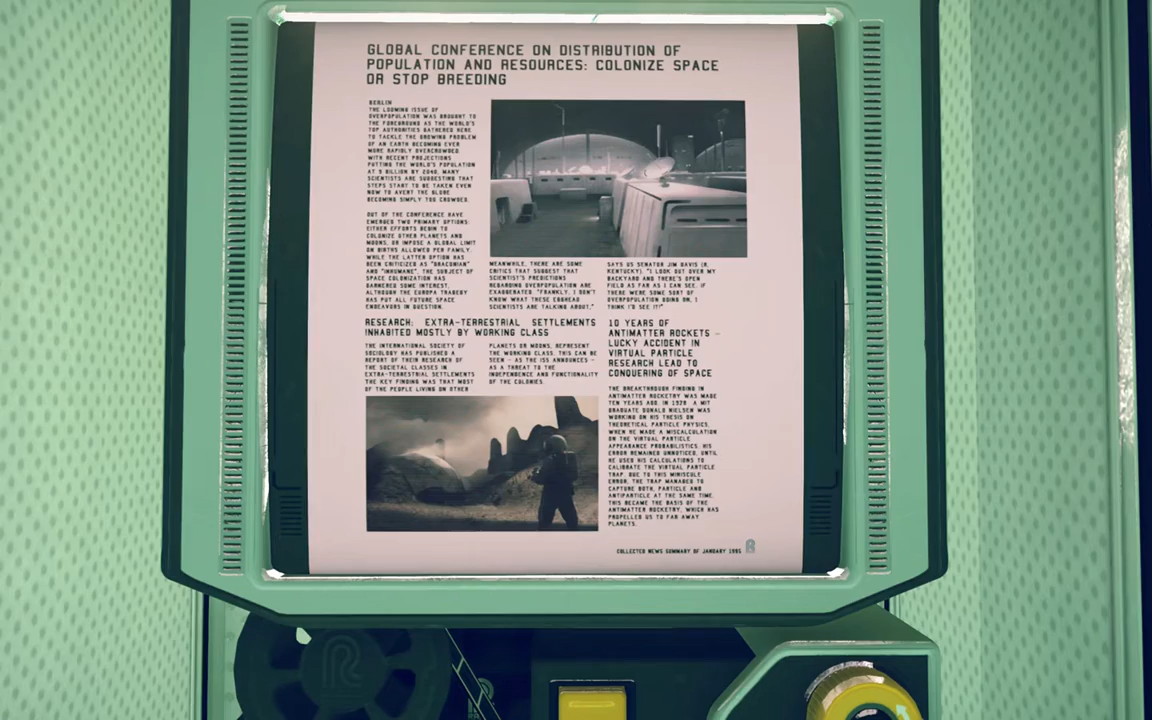 GLOBAL CONFERENCE ON DISTRIBUTION OF
POPULATION AND RESOURCES: COLONIZE SPACE
OR STOP BREEDING
BERLIN
THE LOOMING ISSUE OF
OVERPOPULATION WAS BROUGHT TO
THE FOREGROUND AS THE WORLD'S
TOP AUTHORITIES GATHERED HERE
TO TACKLE THE GROWING PROBLEM
OF AN EARTH BECOMING EVER
MORE RAPIDLY OVERCROWDED.
WITH RECENT PROJECTIONS
PUTTING THE WORLD'S POPULATION
AT 9 BILLION BY 2040, MANY
SCIENTISTS ARE SUGGESTING THAT
STEPS START TO BE TAKEN EVEN
NOW TO AVERT THE GLOBE
BECOMING SIMPLY TOO CROWDED.
OUT OF THE CONFERENCE HAVE
EMERGED TWO PRIMARY OPTIONS:
EITHER EFFORTS BEGIN TO
COLONIZE OTHER PLANETS AND
MOONS, OR IMPOSE A GLOBAL LIMIT
ON BIRTHS ALLOWED PER FAMILY.
WHILE THE LATTER OPTION HAS
BEEN CRITICIZED AS "DRACONIAN"
AND "INHUMANE", THE SUBJECT OF
SPACE COLONIZATION HAS
GARNERED SOME INTEREST,
ALTHOUGH THE EUROPA TRAGEDY
HAS PUT ALL FUTURE SPACE
ENDEAVORS IN QUESTION.
MEANWHILE, THERE ARE SOME
CRITICS THAT SUGGEST THAT
SCIENTIST'S PREDICTIONS
REGARDING OVERPOPULATION ARE
EXAGGERATED. "FRANKLY, I DON'T
KNOW WHAT THESE EGGHEAD
SCIENTISTS ARE TALKING ABOUT,"
SAYS US SENATOR JIM DAVIS (R,
KENTUCKY). "I LOOK OUT OVER MY
BACKYARD AND THERE'S OPEN
FIELD AS FAR AS I CAN SEE. IF
THERE WERE SOME SORT OF
OVERPOPULATION GOING ON, I
THINK I'D SEE IT!"
RESEARCH: EXTRA-TERRESTRIAL SETTLEMENTS
INHABITED MOSTLY BY WORKING CLASS
THE INTERNATIONAL SOCIETY OF
SOCIOLOGY HAS PUBLISHED A
REPORT OF THEIR RESEARCH OF
THE SOCIETAL CLASSES IN
EXTRA-TERRESTRIAL SETTLEMENTS.
THE KEY FINDING WAS THAT MOST
OF THE PEOPLE LIVING ON OTHER
PLANETS OR MOONS, REPRESENT
THE WORKING CLASS. THIS CAN BE
SEEN - AS THE ISS ANNOUNCES -
AS A THREAT TO THE
INDEPENDENCE AND FUNCTIONALITY
OF THE COLONIES.
10 YEARS OF
ANTIMATTER ROCKETS -
LUCKY ACCIDENT IN
VIRTUAL PARTICLE
RESEARCH LEAD TO
CONQUERING OF SPACE
THE BREAKTHROUGH FINDING IN
ANTIMATTER ROCKETRY WAS MADE
TEN YEARS AGO. IN 1979, A MIT
GRADUATE DONALD NIELSEN WAS
WORKING ON HIS THESIS ON
THEORETICAL PARTICLE PHYSICS,
WHEN HE MADE A MISCALCULATION
ON THE VIRTUAL PARTICLE
APPEARANCE PROBABILISTICS. HIS
ERROR REMAINED UNNOTICED, UNTIL
HE USED HIS CALCULATIONS TO
CALIBRATE THE VIRTUAL PARTICLE
TRAP. DUE TO THIS MINISCULE
ERROR, THE TRAP MANAGED TO
CAPTURE BOTH, PARTICLE AND
ANTIPARTICLE AT THE SAME TIME.
THIS BECAME THE BASIS OF THE
ANTIMATTER ROCKETRY, WHICH HAS
PROPELLED US TO FAR AWAY
PLANETS.
COLLECTED NEWS SUMMARY OF JANUARY
R